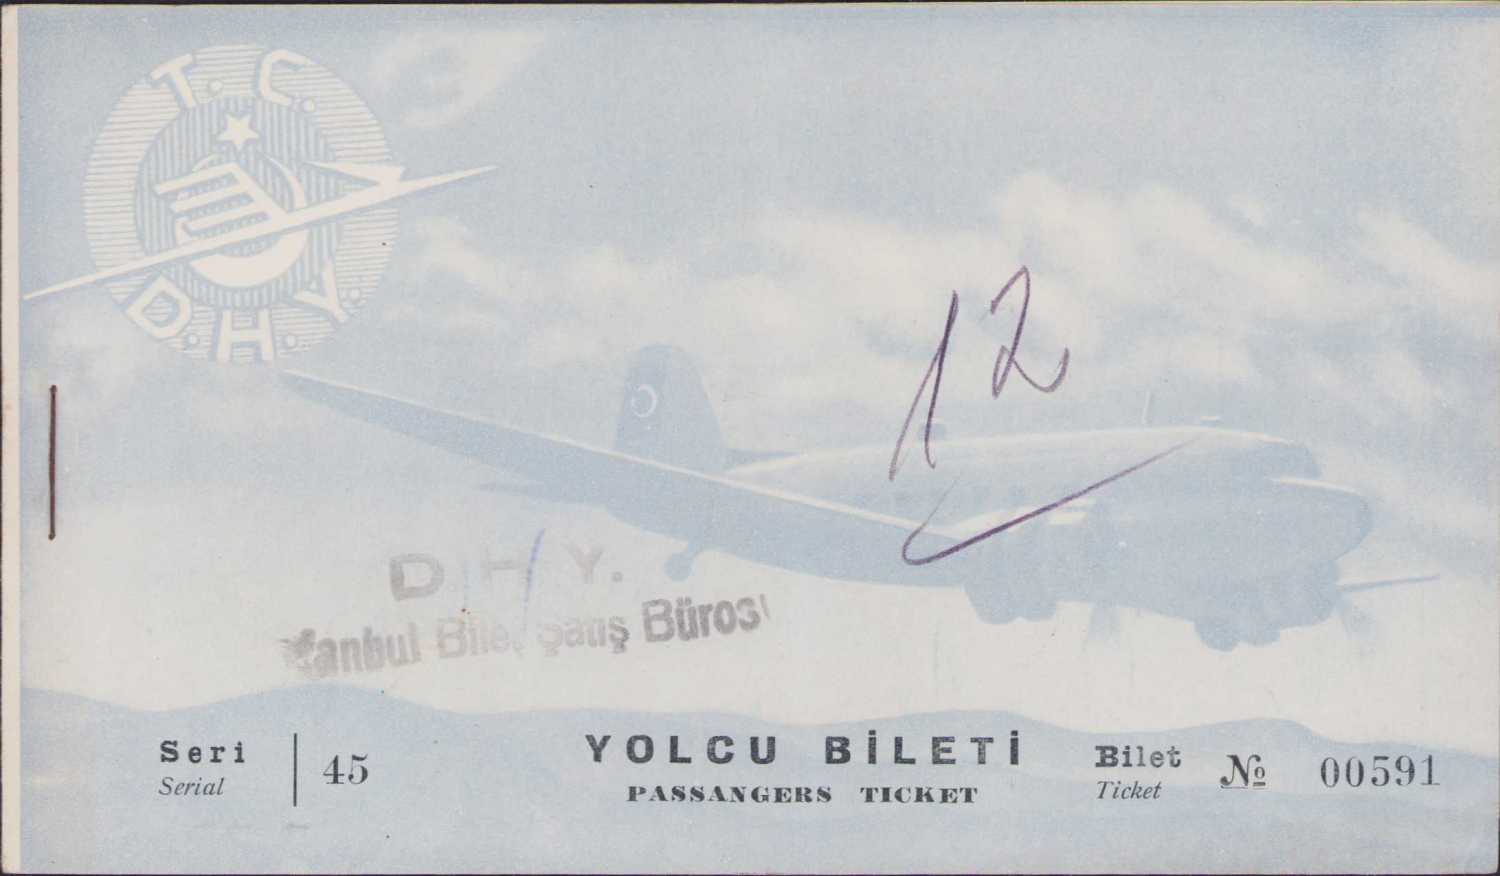 T. C.
D. H. Y.
12
D. H. Y.
Bilet Satış Bürosu
Seri
Serial
45
YOLCU BİLETİ
PASSANGERS TICKET
Bilet
Ticket
№ 00591